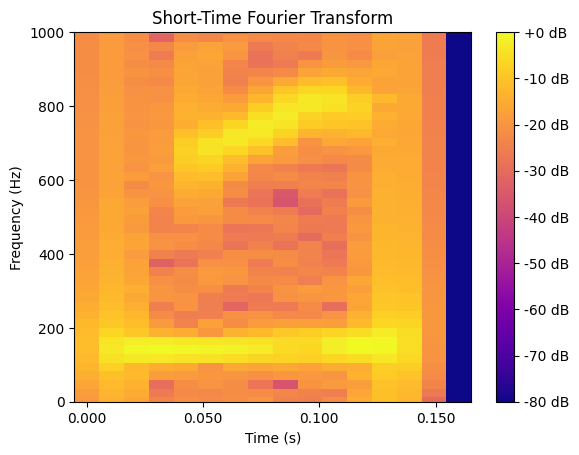 Short-Time Fourier Transform
1000
800
600
400
200
0
Frequency (Hz)
0.000
0.050
0.100
0.150
Time (s)
+0 dB
-10 dB
-20 dB
-30 dB
-40 dB
-50 dB
-60 dB
-70 dB
-80 dB